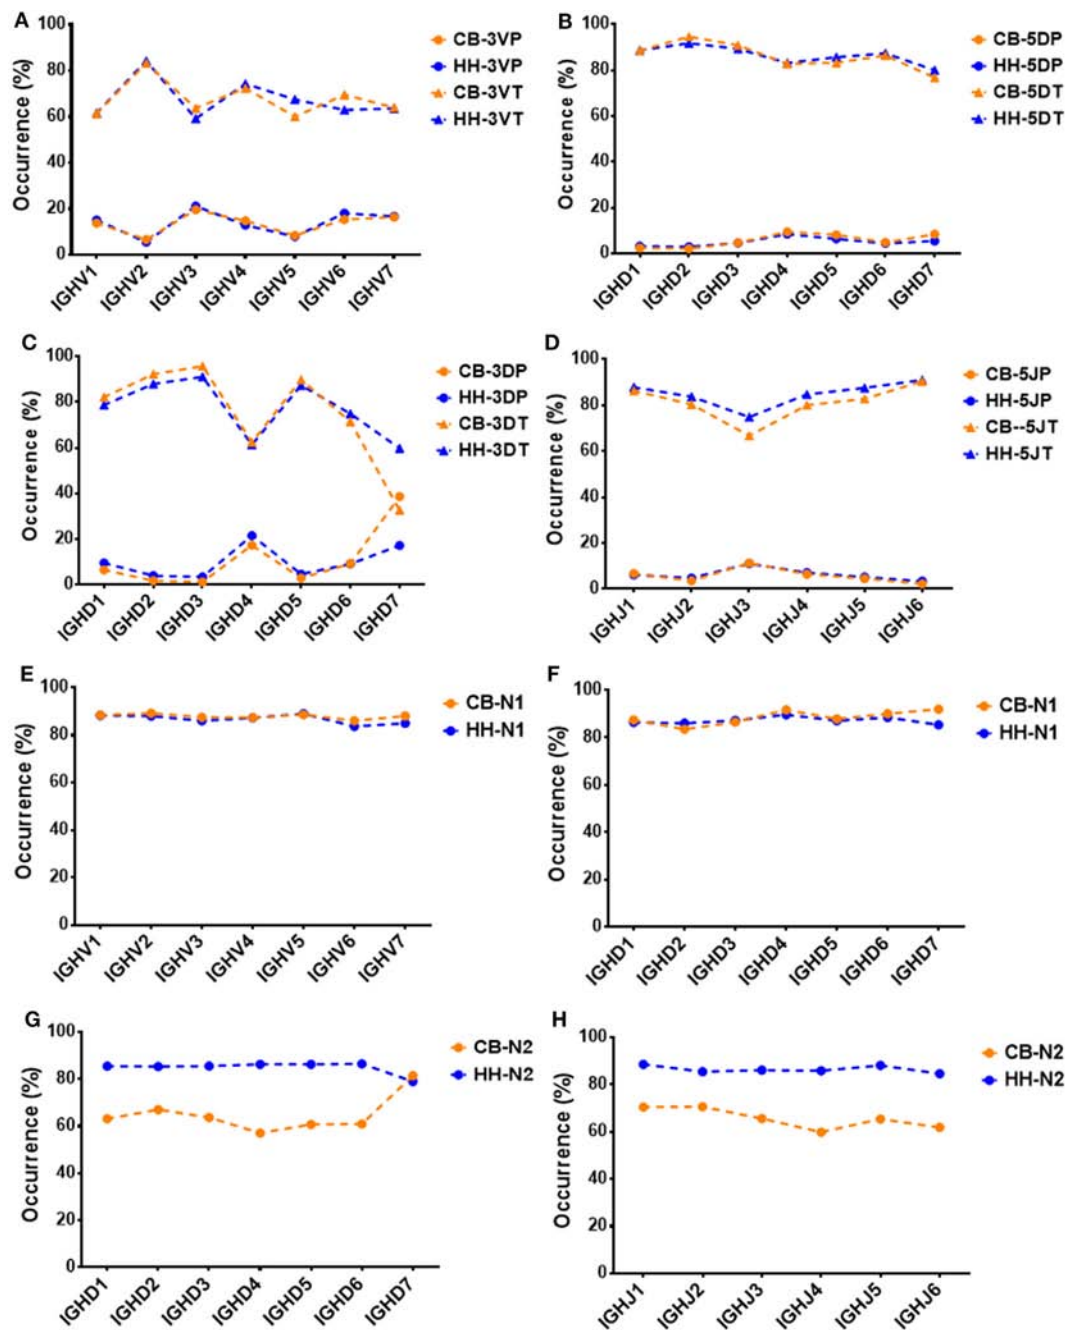 A
Occurrence (%)
100
80
60
40
20
0
IGHV1 IGHV2 IGHV3 IGHV4 IGHV5 IGHV6 IGHV7
CB-3VP
HH-3VP
CB-3VT
HH-3VT
B
Occurrence (%)
100
80
60
40
20
0
IGHD1 IGHD2 IGHD3 IGHD4 IGHD5 IGHD6 IGHD7
CB-5DP
HH-5DP
CB-5DT
HH-5DT
C
Occurrence (%)
100
80
60
40
20
0
IGHD1 IGHD2 IGHD3 IGHD4 IGHD5 IGHD6 IGHD7
CB-3DP
HH-3DP
CB-3DT
HH-3DT
D
Occurrence (%)
100
80
60
40
20
0
IGHJ1 IGHJ2 IGHJ3 IGHJ4 IGHJ5 IGHJ6
CB-5JP
HH-5JP
CB--5JT
HH-5JT
E
Occurrence (%)
100
80
60
40
20
0
IGHV1 IGHV2 IGHV3 IGHV4 IGHV5 IGHV6 IGHV7
CB-N1
HH-N1
F
Occurrence (%)
100
80
60
40
20
0
IGHD1 IGHD2 IGHD3 IGHD4 IGHD5 IGHD6 IGHD7
CB-N1
HH-N1
G
Occurrence (%)
100
80
60
40
20
0
IGHD1 IGHD2 IGHD3 IGHD4 IGHD5 IGHD6 IGHD7
CB-N2
HH-N2
H
Occurrence (%)
100
80
60
40
20
0
IGHJ1 IGHJ2 IGHJ3 IGHJ4 IGHJ5 IGHJ6
CB-N2
HH-N2